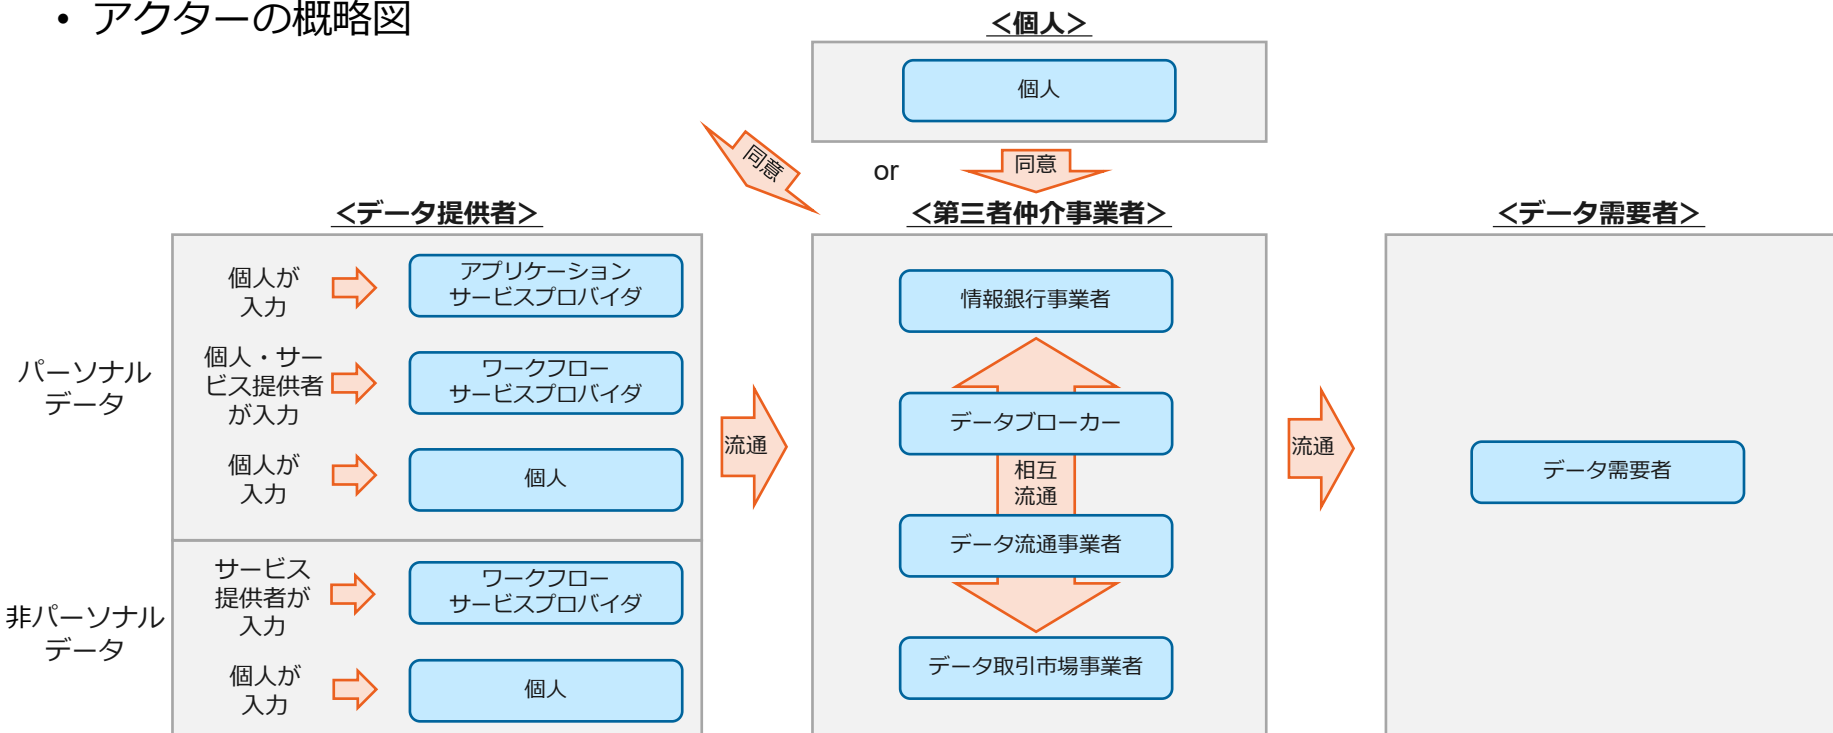 • アクターの概略図
<個人>
個人
同意
or
同意
<データ提供者>
<第三者仲介事業者>
<データ需要者>
パーソナル
データ
個人が
入力
アプリケーション
サービスプロバイダ
個人・サー
ビス提供者
が入力
ワークフロー
サービスプロバイダ
個人が
入力
個人
非パーソナル
データ
サービス
提供者が
入力
ワークフロー
サービスプロバイダ
個人が
入力
個人
流通
情報銀行事業者
データブローカー
相互
流通
データ流通事業者
データ取引市場事業者
流通
データ需要者